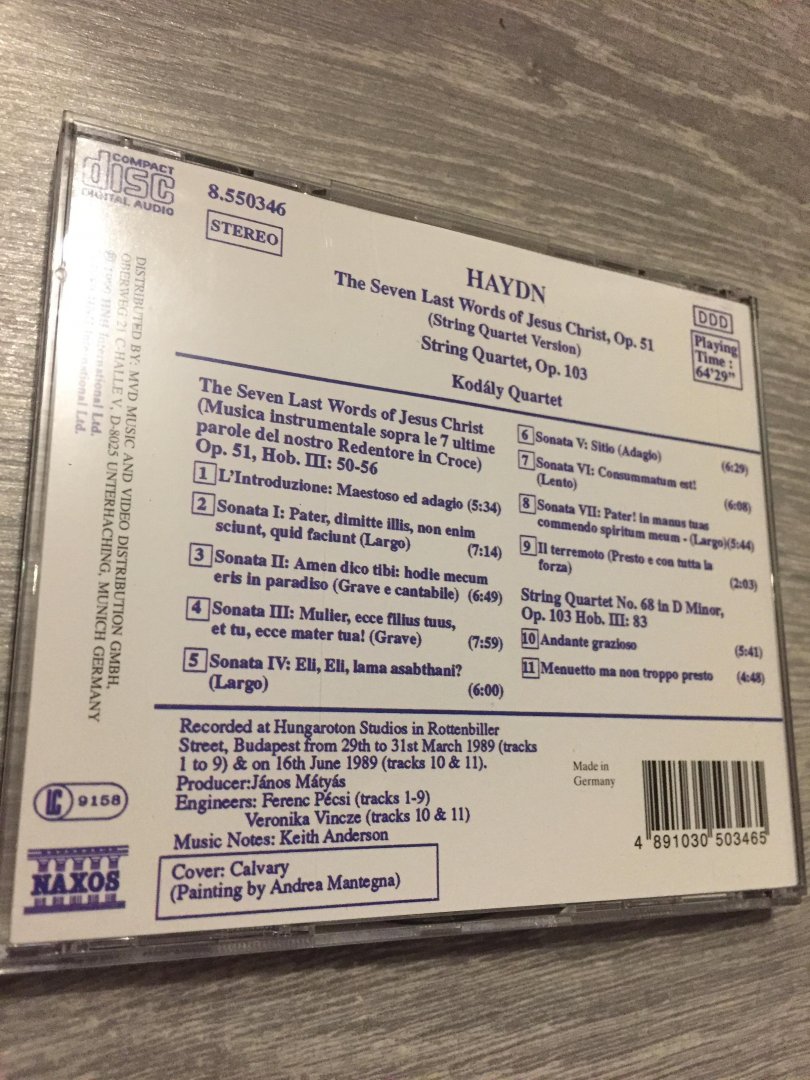 COMPACT
disc
DIGITAL AUDIO
8.550346
STEREO
HAYDN
The Seven Last Words of Jesus Christ, Op. 51
(String Quartet Version)
String Quartet, Op. 103
Kodály Quartet
DDD
Playing
Time :
64'29"
The Seven Last Words of Jesus Christ
(Musica instrumentale sopra le 7 ultime
parole del nostro Redentore in Croce)
Op. 51, Hob. III: 50-56
1 L'Introduzione: Maestoso ed adagio (5:34)
2 Sonata I: Pater, dimitte illis, non enim
sciunt, quid faciunt (Largo) (7:14)
3 Sonata II: Amen dico tibi: hodie mecum
eris in paradiso (Grave e cantabile) (6:49)
4 Sonata III: Mulier, ecce filius tuus,
et tu, ecce mater tua! (Grave) (7:59)
5 Sonata IV: Eli, Eli, lama asabthani?
(Largo) (6:00)
6 Sonata V: Sitio (Adagio) (6:29)
7 Sonata VI: Consummatum est!
(Lento) (6:08)
8 Sonata VII: Pater! in manus tuas
commendo spiritum meum - (Largo)(5:44)
9 Il terremoto (Presto e con tutta la
forza) (2:03)
String Quartet No. 68 in D Minor,
Op. 103 Hob. III: 83
10 Andante grazioso (5:41)
11 Menuetto ma non troppo presto (4:48)
Recorded at Hungaroton Studios in Rottenbiller
Street, Budapest from 29th to 31st March 1989 (tracks
1 to 9) & on 16th June 1989 (tracks 10 & 11).
Producer:János Mátyás
Engineers: Ferenc Pécsi (tracks 1-9)
Veronika Vincze (tracks 10 & 11)
Music Notes: Keith Anderson
Cover: Calvary
(Painting by Andrea Mantegna)
Made in
Germany
4 891030 503465
DISTRIBUTED BY: MVD MUSIC AND VIDEO DISTRIBUTION GMBH,
OBERWEG 21 C HALLE V, D-8025 UNTERHACHING, MUNICH GERMANY
HNH International Ltd.
International Ltd.
LC 9158
NAXOS